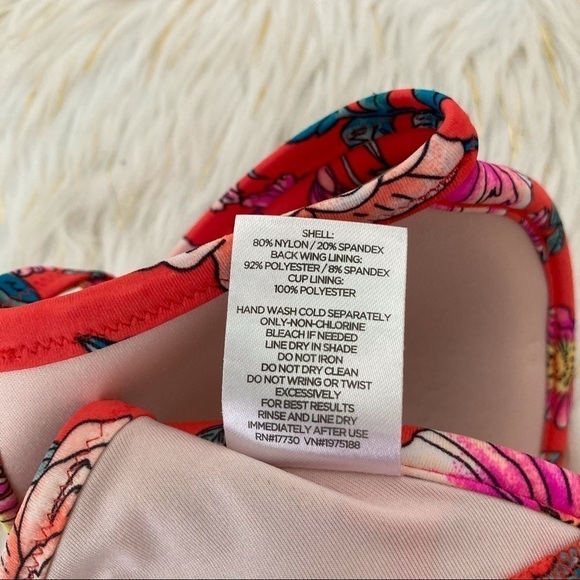 SHELL:
80% NYLON / 20% SPANDEX
BACK WING LINING:
92% POLYESTER / 8% SPANDEX
CUP LINING:
100% POLYESTER
HAND WASH COLD SEPARATELY
ONLY-NON-CHLORINE
BLEACH IF NEEDED
LINE DRY IN SHADE
DO NOT IRON
DO NOT DRY CLEAN
DO NOT WRING OR TWIST
EXCESSIVELY
FOR BEST RESULTS
RINSE AND LINE DRY
IMMEDIATELY AFTER USE
RN#17730 VN#1975188